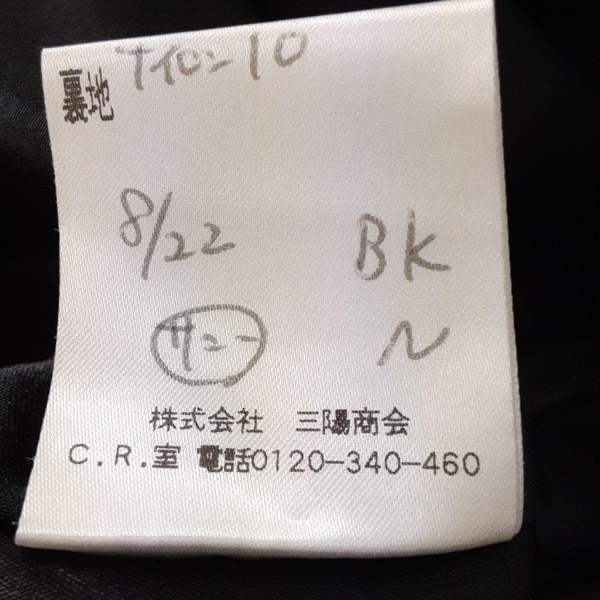 ナイロン10
裏地
8/22 BK
サニー 〜
株式会社 三陽商会
C.R.室 電話0120-340-460